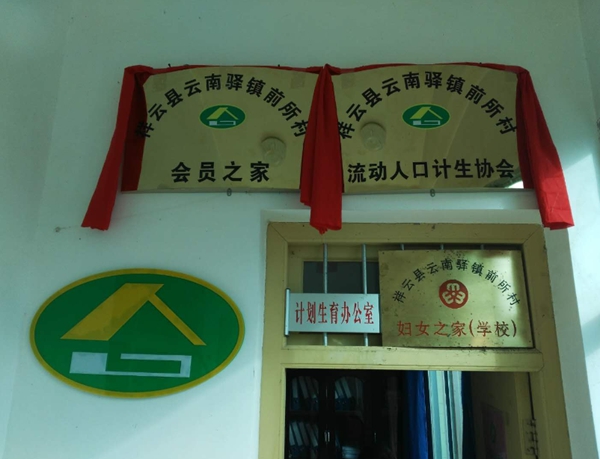 祥云县云南驿镇前所村
会员之家
祥云县云南驿镇前所村
流动人口计生协会
计划生育办公室
祥云县云南驿镇前所村
妇女之家(学校)